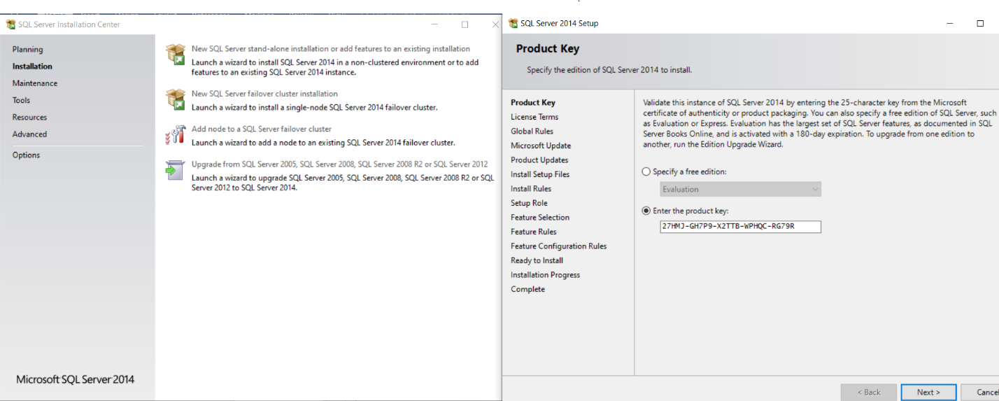 SQL Server Installation Center
Planning
Installation
Maintenance
Tools
Resources
Advanced
Options
Microsoft SQL Server 2014
New SQL Server stand-alone installation or add features to an existing installation
Launch a wizard to install SQL Server 2014 in a non-clustered environment or to add
features to an existing SQL Server 2014 instance.
New SQL Server failover cluster installation
Launch a wizard to install a single-node SQL Server 2014 failover cluster.
Add node to a SQL Server failover cluster
Launch a wizard to add a node to an existing SQL Server 2014 failover cluster.
Upgrade from SQL Server 2005, SQL Server 2008, SQL Server 2008 R2 or SQL Server 2012
Launch a wizard to upgrade SQL Server 2005, SQL Server 2008, SQL Server 2008 R2 or SQL
Server 2012 to SQL Server 2014.
SQL Server 2014 Setup
Product Key
Specify the edition of SQL Server 2014 to install.
Product Key
License Terms
Global Rules
Microsoft Update
Product Updates
Install Setup Files
Install Rules
Setup Role
Feature Selection
Feature Rules
Feature Configuration Rules
Ready to Install
Installation Progress
Complete
Validate this instance of SQL Server 2014 by entering the 25-character key from the Microsoft
certificate of authenticity or product packaging. You can also specify a free edition of SQL Server, such
as Evaluation or Express. Evaluation has the largest set of SQL Server features, as documented in SQL
Server Books Online, and is activated with a 180-day expiration. To upgrade from one edition to
another, run the Edition Upgrade Wizard.
Specify a free edition:
Evaluation
Enter the product key:
27HMJ-GH7P9-X2TTB-WPHQC-RG79R
< Back
Next >
Cancel